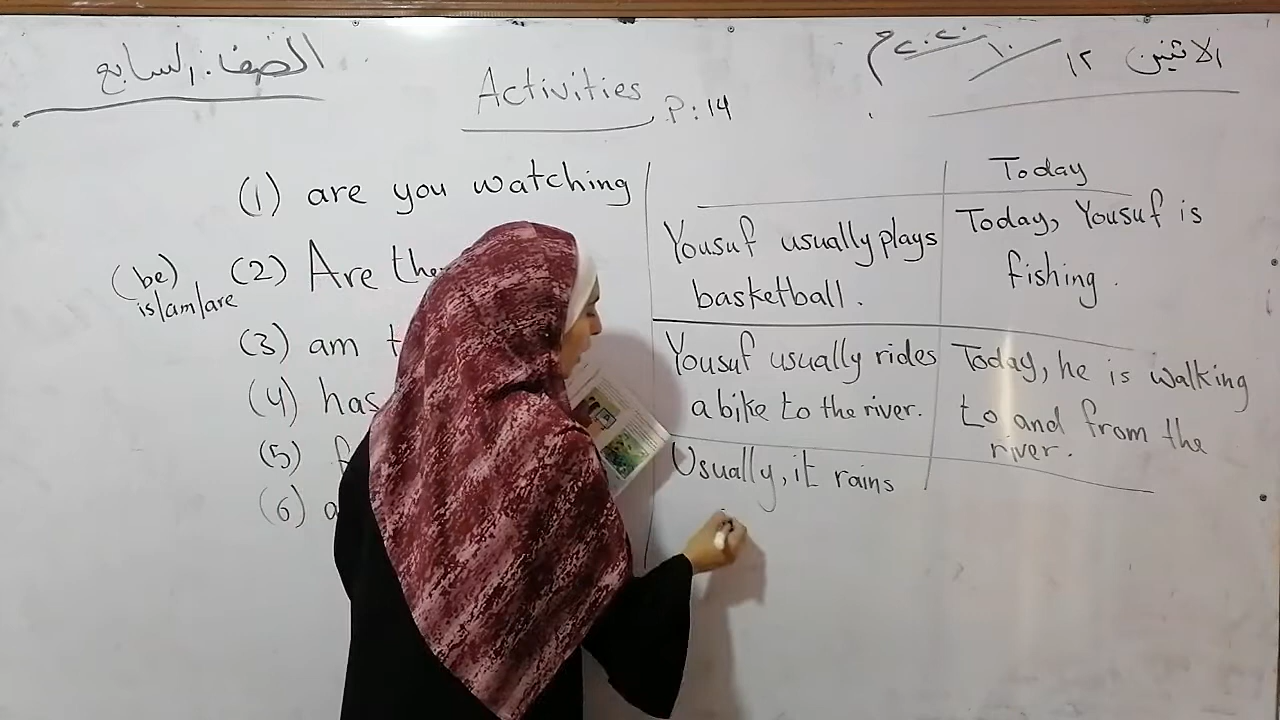 الصف: السابع
Activities P:14
الاثنين ١٢/١٠/٢٠٢٠م
(1) are you watching
(be) (2) Are
is/am/are
(3) am
(4) has
(5)
(6)
Today
Yousuf usually plays
basketball.
Today, Yousuf is
fishing.
Yousuf usually rides
a bike to the river.
Today, he is walking
to and from the
river.
Usually, it rains